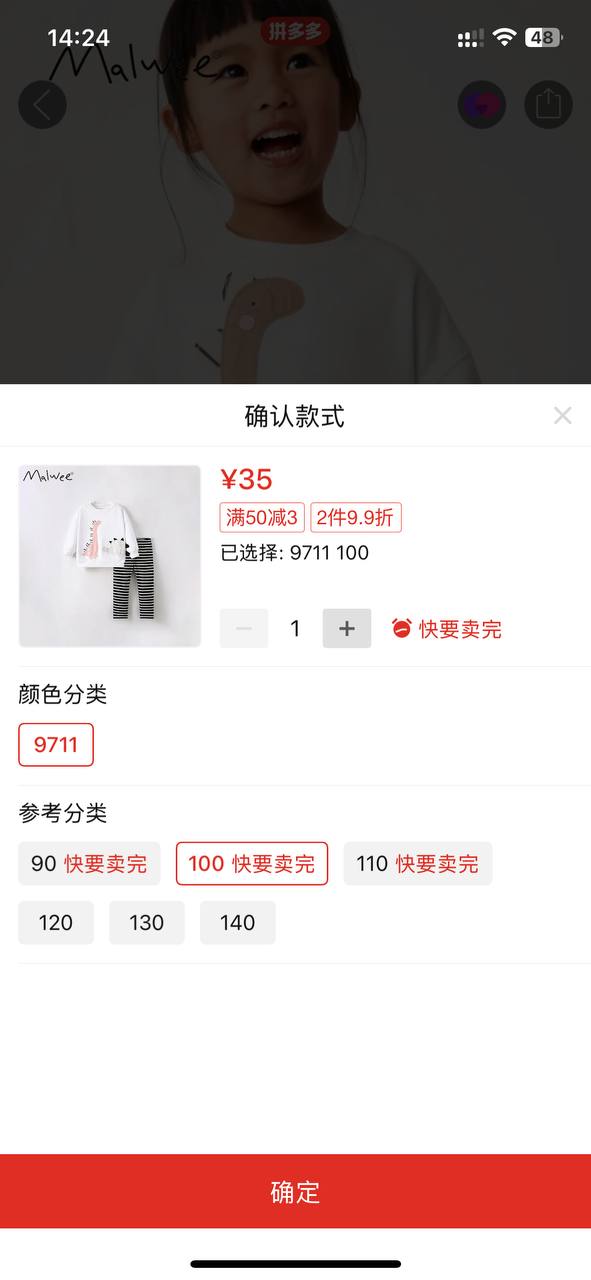 14:24
拼多多
48
Malwee
确认款式
Malwee
¥35
满50减3 2件9.9折
已选择: 9711 100
1 快要卖完
颜色分类
9711
参考分类
90 快要卖完 100 快要卖完 110 快要卖完
120 130 140
确定